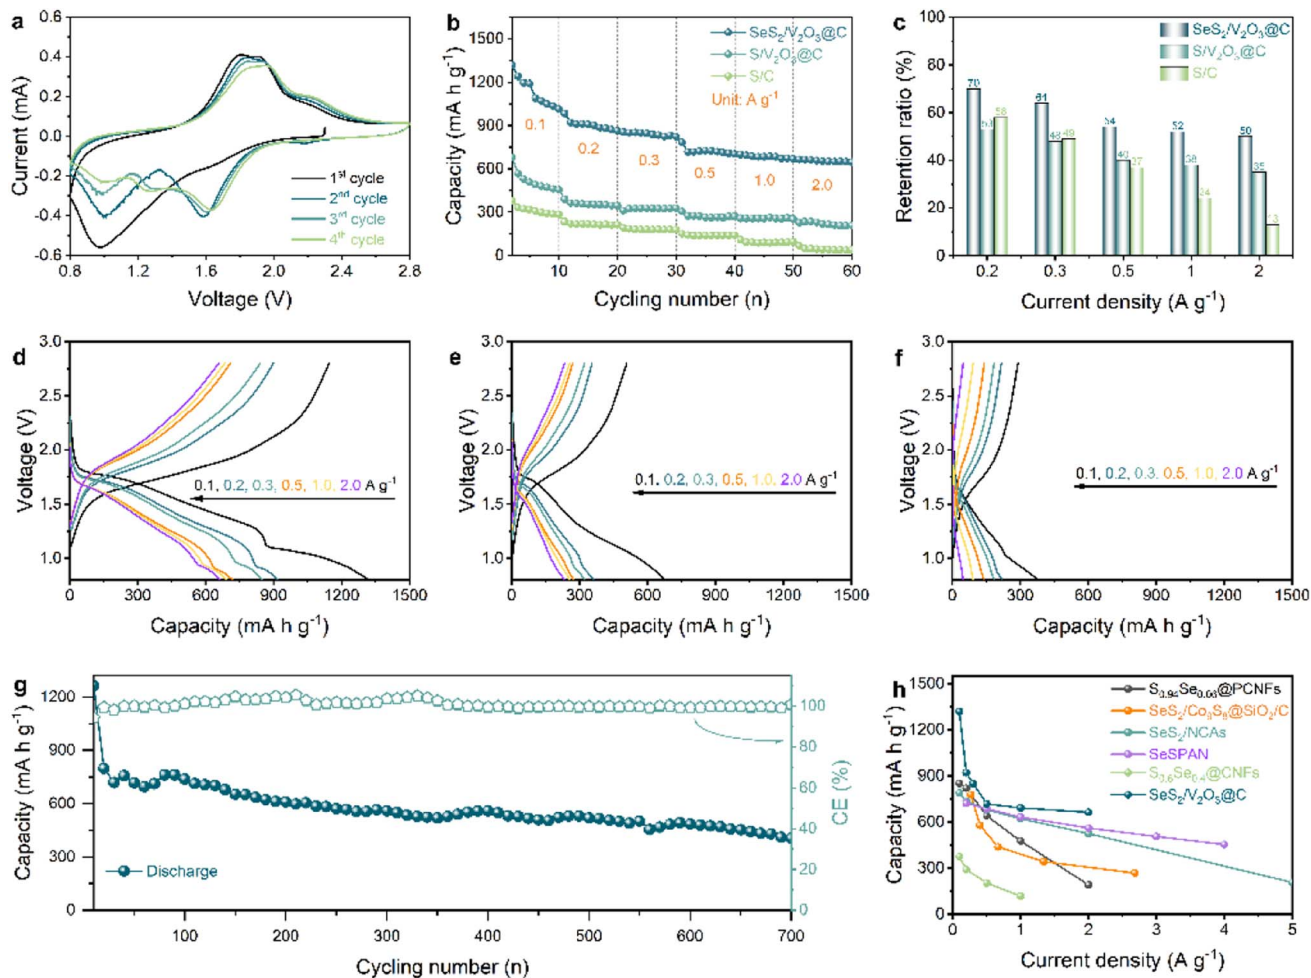 a
Current (mA)
0.6
0.4
0.2
0.0
-0.2
-0.4
-0.6
1st cycle
2nd cycle
3rd cycle
4th cycle
0.8 1.2 1.6 2.0 2.4 2.8
Voltage (V)
b
Capacity (mA h g⁻¹)
1500
1200
900
600
300
0
SeS₂/V₂O₃@C
S/V₂O₃@C
S/C
Unit: A g⁻¹
0.1
0.2
0.3
0.5
1.0
2.0
10 20 30 40 50 60
Cycling number (n)
c
Retention ratio (%)
100
80
60
40
20
0
SeS₂/V₂O₃@C
S/V₂O₃@C
S/C
70 53 58
64 48 49
54 40 37
52 38 24
50 35 13
0.2 0.3 0.5 1 2
Current density (A g⁻¹)
d
Voltage (V)
3.0
2.5
2.0
1.5
1.0
0.1, 0.2, 0.3, 0.5, 1.0, 2.0 A g⁻¹
0 300 600 900 1200 1500
Capacity (mA h g⁻¹)
e
Voltage (V)
3.0
2.5
2.0
1.5
1.0
0.1, 0.2, 0.3, 0.5, 1.0, 2.0 A g⁻¹
0 300 600 900 1200 1500
Capacity (mA h g⁻¹)
f
Voltage (V)
3.0
2.5
2.0
1.5
1.0
0.1, 0.2, 0.3, 0.5, 1.0, 2.0 A g⁻¹
0 300 600 900 1200 1500
Capacity (mA h g⁻¹)
g
Capacity (mA h g⁻¹)
1200
900
600
300
0
Discharge
100
80
60
40
20
0
CE (%)
100 200 300 400 500 600 700
Cycling number (n)
h
Capacity (mA h g⁻¹)
1500
1200
900
600
300
0
S₀.₉₄Se₀.₀₆@PCNFs
SeS₂/Co₉S₈@SiO₂/C
SeS₂/NCAs
SeSPAN
S₀.₆Se₀.₄@CNFs
SeS₂/V₂O₃@C
0 1 2 3 4 5
Current density (A g⁻¹)